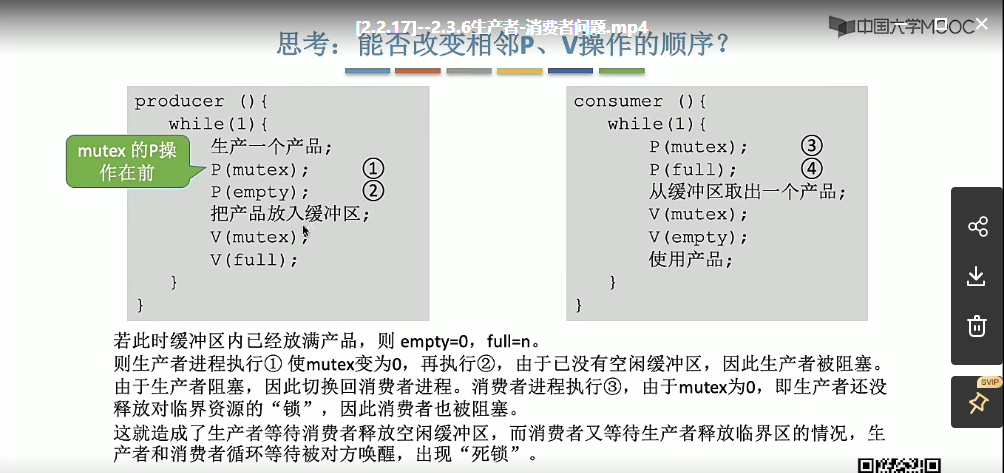 [2.2.17]--2.3.6生产者-消费者问题.mp4
中国大学MOOC
思考：能否改变相邻P、V操作的顺序？
producer (){
while(1){
生产一个产品;
P(mutex); ①
P(empty); ②
把产品放入缓冲区;
V(mutex);
V(full);
}
}
mutex 的P操
作在前
consumer (){
while(1){
P(mutex); ③
P(full); ④
从缓冲区取出一个产品;
V(mutex);
V(empty);
使用产品;
}
}
若此时缓冲区内已经放满产品，则 empty=0，full=n。
则生产者进程执行① 使mutex变为0，再执行②，由于已没有空闲缓冲区，因此生产者被阻塞。
由于生产者阻塞，因此切换回消费者进程。消费者进程执行③，由于mutex为0，即生产者还没
释放对临界资源的“锁”，因此消费者也被阻塞。
这就造成了生产者等待消费者释放空闲缓冲区，而消费者又等待生产者释放临界区的情况，生
产者和消费者循环等待被对方唤醒，出现“死锁”。
SVIP